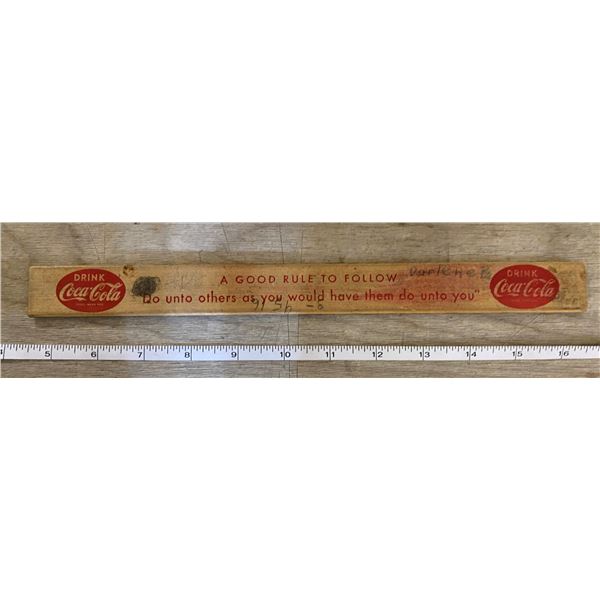 DRINK
Coca-Cola
A GOOD RULE TO FOLLOW
"Do unto others as you would have them do unto you"
DRINK
Coca-Cola
5 6 7 8 9 10 11 12 13 14 15 16